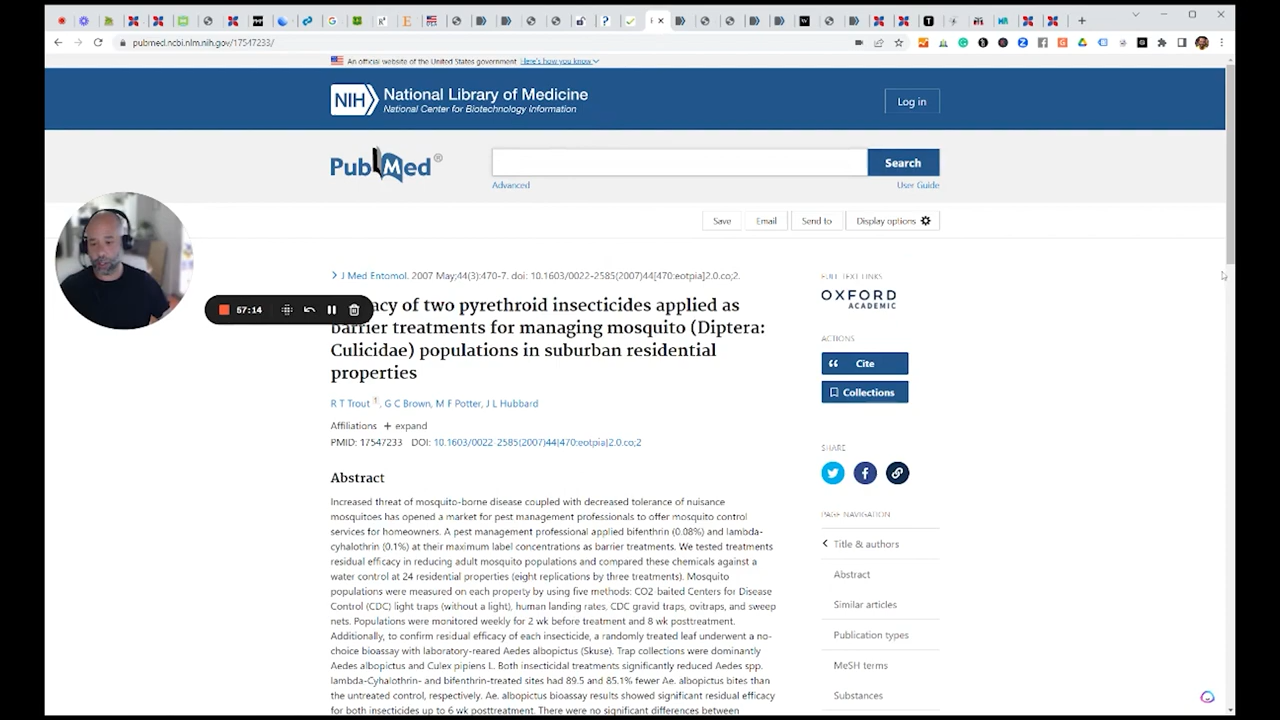 pubmed.ncbi.nlm.nih.gov/17547233/
An official website of the United States government Here's how you know
NIH National Library of Medicine
National Center for Biotechnology Information
Log in
PubMed®
Search
Advanced
User Guide
Save
Email
Send to
Display options
57:14
J Med Entomol. 2007 May;44(3):470-7. doi: 10.1603/0022-2585(2007)44[470:eotpia]2.0.co;2.
acy of two pyrethroid insecticides applied as
barrier treatments for managing mosquito (Diptera:
Culicidae) populations in suburban residential
properties
R T Trout 1, G C Brown, M F Potter, J L Hubbard
Affiliations + expand
PMID: 17547233 DOI: 10.1603/0022-2585(2007)44[470:eotpia]2.0.co;2
Abstract
Increased threat of mosquito-borne disease coupled with decreased tolerance of nuisance
mosquitoes has opened a market for pest management professionals to offer mosquito control
services for homeowners. A pest management professional applied bifenthrin (0.08%) and lambda-
cyhalothrin (0.1%) at their maximum label concentrations as barrier treatments. We tested treatments
residual efficacy in reducing adult mosquito populations and compared these chemicals against a
water control at 24 residential properties (eight replications by three treatments). Mosquito
populations were measured on each property by using five methods: CO2 baited Centers for Disease
Control (CDC) light traps (without a light), human landing rates, CDC gravid traps, ovitraps, and sweep
nets. Populations were monitored weekly for 2 wk before treatment and 8 wk posttreatment.
Additionally, to confirm residual efficacy of each insecticide, a randomly treated leaf underwent a no-
choice bioassay with laboratory-reared Aedes albopictus (Skuse). Trap collections were dominantly
Aedes albopictus and Culex pipiens L. Both insecticidal treatments significantly reduced Aedes spp.
lambda-Cyhalothrin- and bifenthrin-treated sites had 89.5 and 85.1% fewer Ae. albopictus bites than
the untreated control, respectively. Ae. albopictus bioassay results showed significant residual efficacy
for both insecticides up to 6 wk posttreatment. There were no significant differences between
FULL TEXT LINKS
OXFORD
ACADEMIC
ACTIONS
Cite
Collections
SHARE
PAGE NAVIGATION
Title & authors
Abstract
Similar articles
Publication types
MeSH terms
Substances